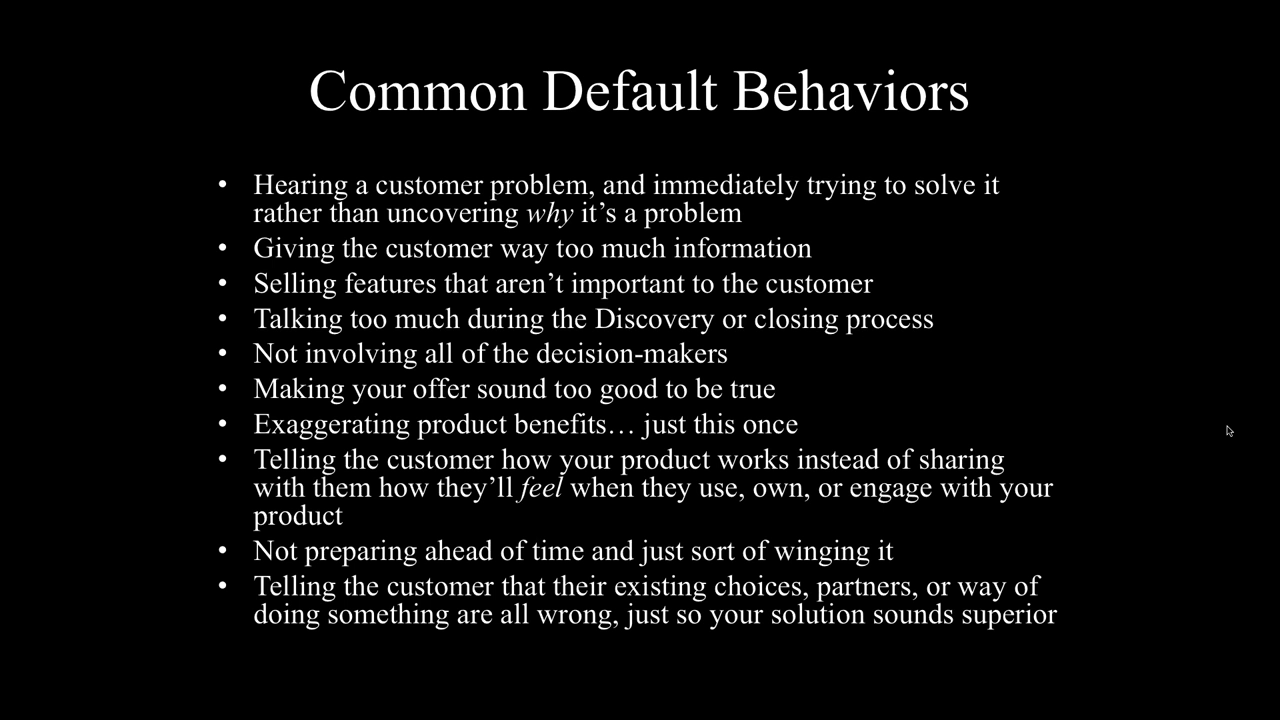 Common Default Behaviors
• Hearing a customer problem, and immediately trying to solve it
rather than uncovering why it’s a problem
• Giving the customer way too much information
• Selling features that aren’t important to the customer
• Talking too much during the Discovery or closing process
• Not involving all of the decision-makers
• Making your offer sound too good to be true
• Exaggerating product benefits… just this once
• Telling the customer how your product works instead of sharing
with them how they’ll feel when they use, own, or engage with your
product
• Not preparing ahead of time and just sort of winging it
• Telling the customer that their existing choices, partners, or way of
doing something are all wrong, just so your solution sounds superior